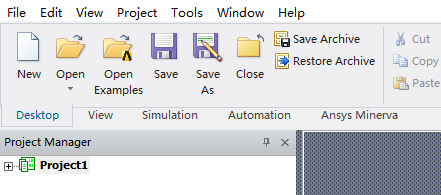 File Edit View Project Tools Window Help
New Open Open Examples Save Save As Close Save Archive Restore Archive Cut Copy Paste
Desktop View Simulation Automation Ansys Minerva
Project Manager
Project1